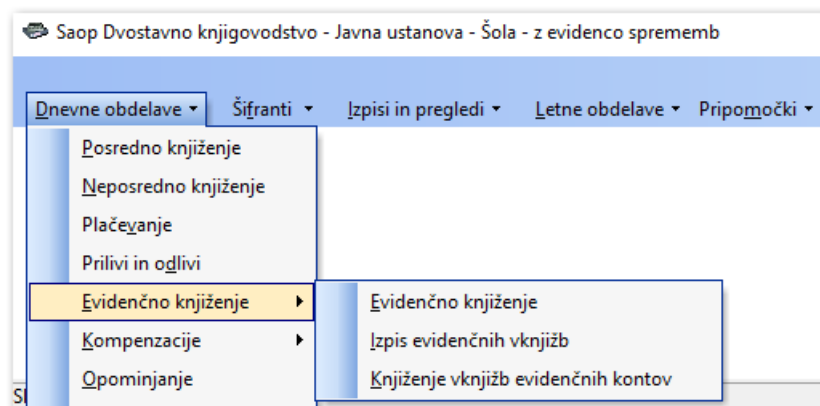 Saop Dvostavno knjigovodstvo - Javna ustanova - Šola - z evidenco sprememb
Dnevne obdelave Šifranti Izpisi in pregledi Letne obdelave Pripomočki
Posredno knjiženje
Neposredno knjiženje
Plačevanje
Prilivi in odlivi
Evidenčno knjiženje
Evidenčno knjiženje
Kompenzacije
Izpis evidenčnih vknjižb
Opominjanje
Knjiženje vknjižb evidenčnih kontov